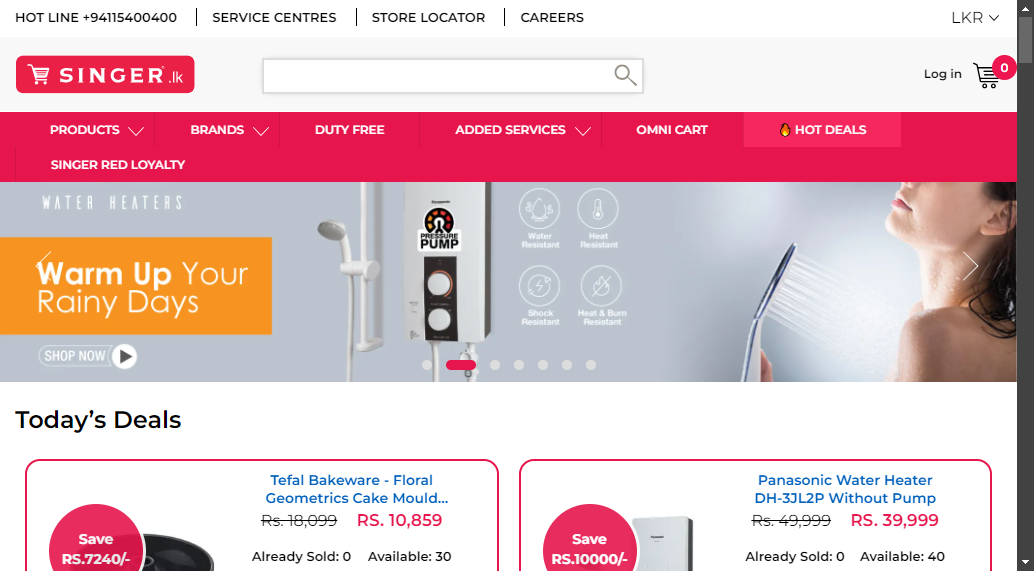 HOT LINE +94115400400
SERVICE CENTRES
STORE LOCATOR
CAREERS
LKR
SINGER.lk
Log in
0
PRODUCTS
BRANDS
DUTY FREE
ADDED SERVICES
OMNI CART
HOT DEALS
SINGER RED LOYALTY
WATER HEATERS
Warm Up Your
Rainy Days
SHOP NOW
PRESSURE
PUMP
Water
Resistant
Heat
Resistant
Shock
Resistant
Heat & Burn
Resistant
Today's Deals
Save
RS.7240/-
Tefal Bakeware - Floral
Geometrics Cake Mould...
Rs. 18,099 RS. 10,859
Already Sold: 0 Available: 30
Save
RS.10000/-
Panasonic Water Heater
DH-3JL2P Without Pump
Rs. 49,999 RS. 39,999
Already Sold: 0 Available: 40